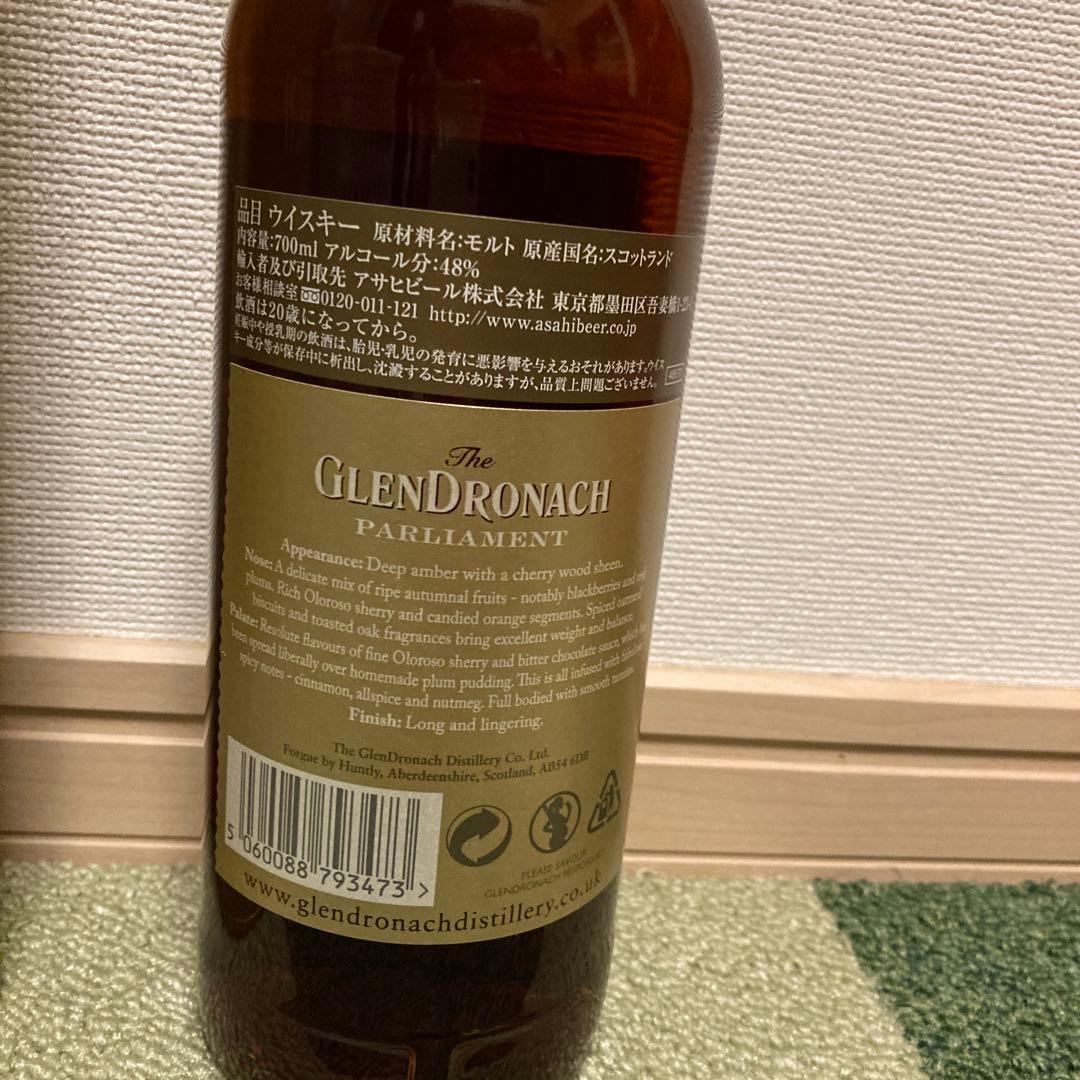 品目 ウイスキー 原材料名:モルト 原産国名:スコットランド
内容量:700ml アルコール分:48%
輸入者及び引取先 アサヒビール株式会社 東京都墨田区吾妻橋1-23-
お客様相談室 0120-011-121 http://www.asahibeer.co.jp
飲酒は20歳になってから。
妊娠中や授乳期の飲酒は、胎児・乳児の発育に悪影響を与えるおそれがあります。ウイス
キー成分等が保存中に析出し、沈澱することがありますが、品質上問題ございません。
The
GLENDRONACH
PARLIAMENT
Appearance: Deep amber with a cherry wood sheen.
Nose: A delicate mix of ripe autumnal fruits - notably blackberries and red
plums. Rich Oloroso sherry and candied orange segments. Spiced oatmeal
biscuits and toasted oak fragrances bring excellent weight and balance.
Palate: Resolute flavours of fine Oloroso sherry and bitter chocolate sauce, which
been spread liberally over homemade plum pudding. This is all infused with fabulous
spicy notes - cinnamon, allspice and nutmeg. Full bodied with smooth tannins.
Finish: Long and lingering.
The GlenDronach Distillery Co. Ltd.
Forgue by Huntly, Aberdeenshire, Scotland, AB54 6DB
5 060088 793473 >
PLEASE SAVOUR
GLENDRONACH RESPONSIBLY
www.glendronachdistillery.co.uk